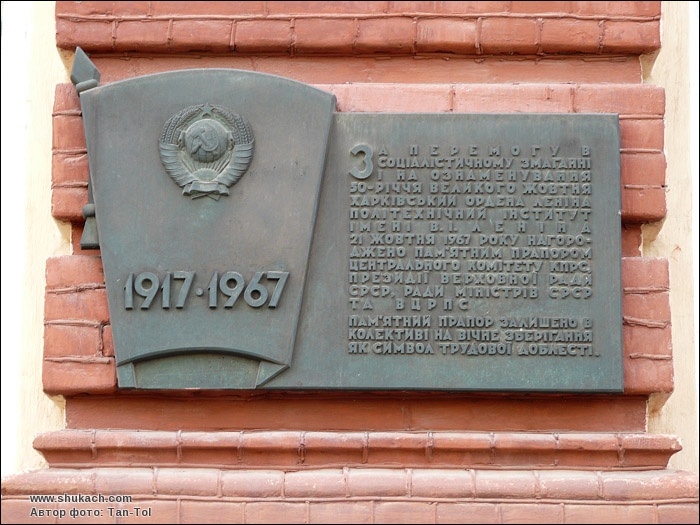 1917·1967
ЗА ПЕРЕМОГУ В
СОЦІАЛІСТИЧНОМУ ЗМАГАННІ
І НА ОЗНАМЕНУВАННЯ
50-РІЧЧЯ ВЕЛИКОГО ЖОВТНЯ
ХАРКІВСЬКИЙ ОРДЕНА ЛЕНІНА
ПОЛІТЕХНІЧНИЙ ІНСТИТУТ
ІМЕНІ В.І. ЛЕНІНА
21 ЖОВТНЯ 1967 РОКУ НАГОРО-
ДЖЕНО ПАМ'ЯТНИМ ПРАПОРОМ
ЦЕНТРАЛЬНОГО КОМІТЕТУ КПРС,
ПРЕЗИДІЇ ВЕРХОВНОЇ РАДИ
СРСР, РАДИ МІНІСТРІВ СРСР
ТА ВЦРПС
ПАМ'ЯТНИЙ ПРАПОР ЗАЛИШЕНО В
КОЛЕКТИВІ НА ВІЧНЕ ЗБЕРІГАННЯ
ЯК СИМВОЛ ТРУДОВОЇ ДОБЛЕСТІ.
www.shukach.com
Автор фото: Tan-Tol